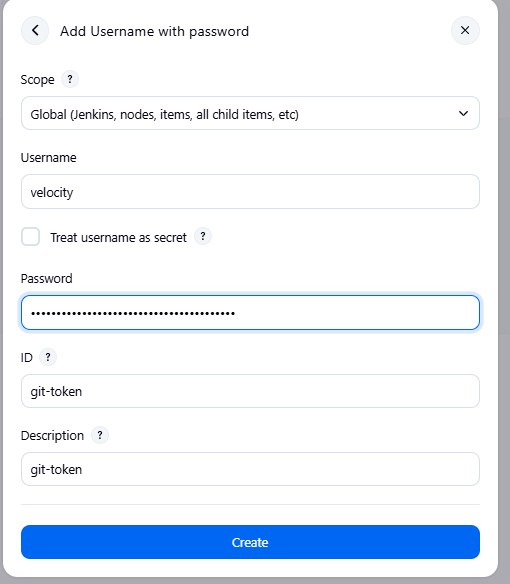 Add Username with password
Scope ?
Global (Jenkins, nodes, items, all child items, etc)
Username
velocity
Treat username as secret ?
Password
••••••••••••••••••••••••••••••••••••••••
ID ?
git-token
Description ?
git-token
Create